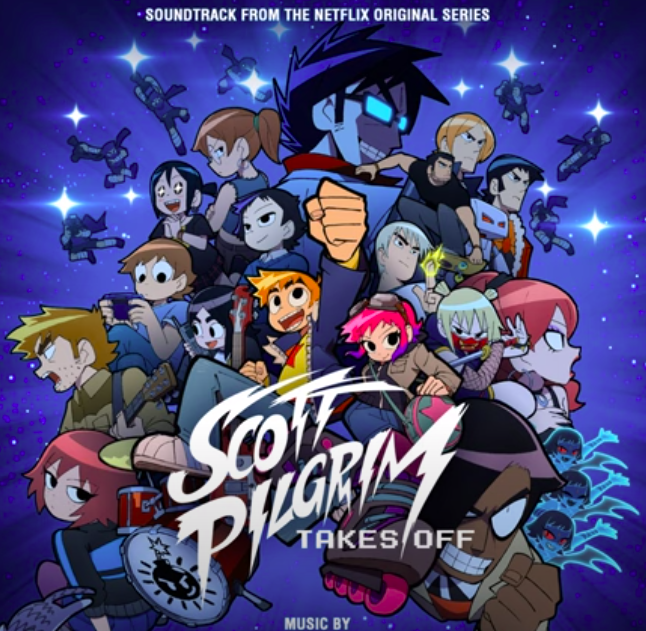 SOUNDTRACK FROM THE NETFLIX ORIGINAL SERIES
SCOTT
PILGRIM
TAKES OFF
MUSIC BY